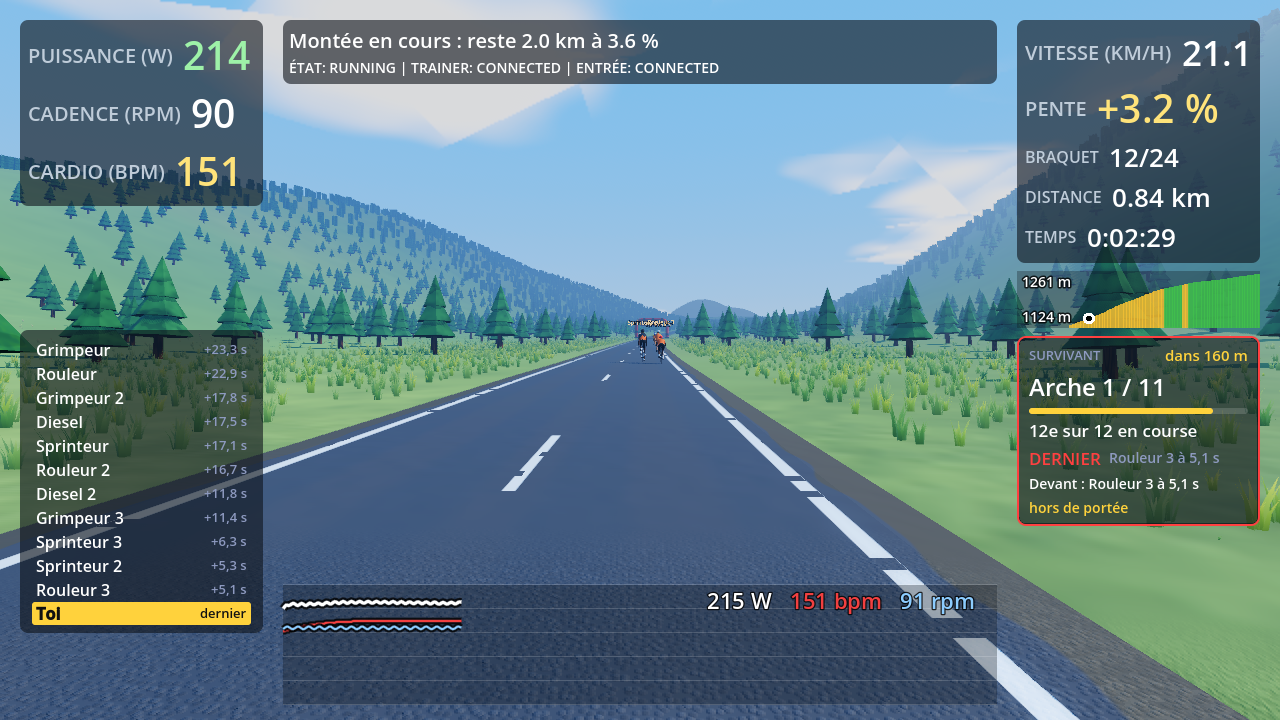 PUISSANCE (W) 214
CADENCE (RPM) 90
CARDIO (BPM) 151
Montée en cours : reste 2.0 km à 3.6 %
ÉTAT: RUNNING | TRAINER: CONNECTED | ENTRÉE: CONNECTED
VITESSE (KM/H) 21.1
PENTE +3.2 %
BRAQUET 12/24
DISTANCE 0.84 km
TEMPS 0:02:29
1261 m
1124 m
SURVIVANT dans 160 m
Arche 1 / 11
12e sur 12 en course
DERNIER Rouleur 3 à 5,1 s
Devant : Rouleur 3 à 5,1 s
hors de portée
Grimpeur +23,3 s
Rouleur +22,9 s
Grimpeur 2 +17,8 s
Diesel +17,5 s
Sprinteur +17,1 s
Rouleur 2 +16,7 s
Diesel 2 +11,8 s
Grimpeur 3 +11,4 s
Sprinteur 3 +6,3 s
Sprinteur 2 +5,3 s
Rouleur 3 +5,1 s
Toi dernier
215 W 151 bpm 91 rpm